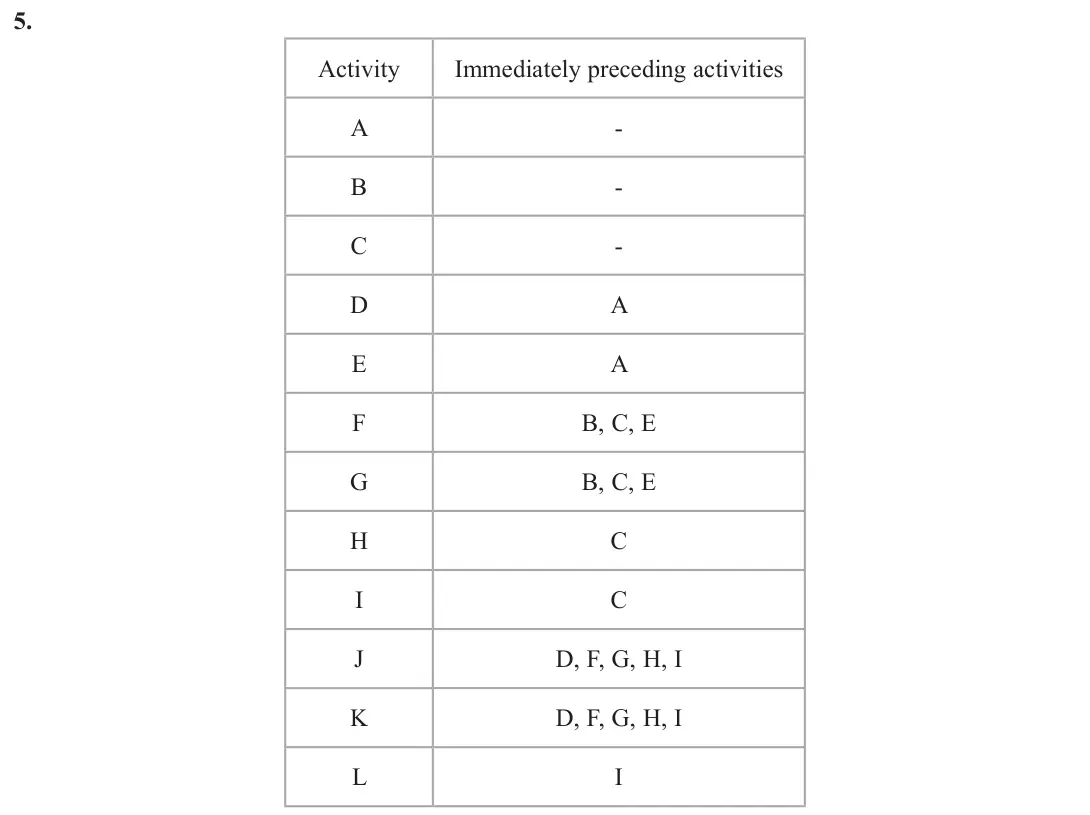 5.
Activity Immediately preceding activities
A -
B -
C -
D A
E A
F B, C, E
G B, C, E
H C
I C
J D, F, G, H, I
K D, F, G, H, I
L I